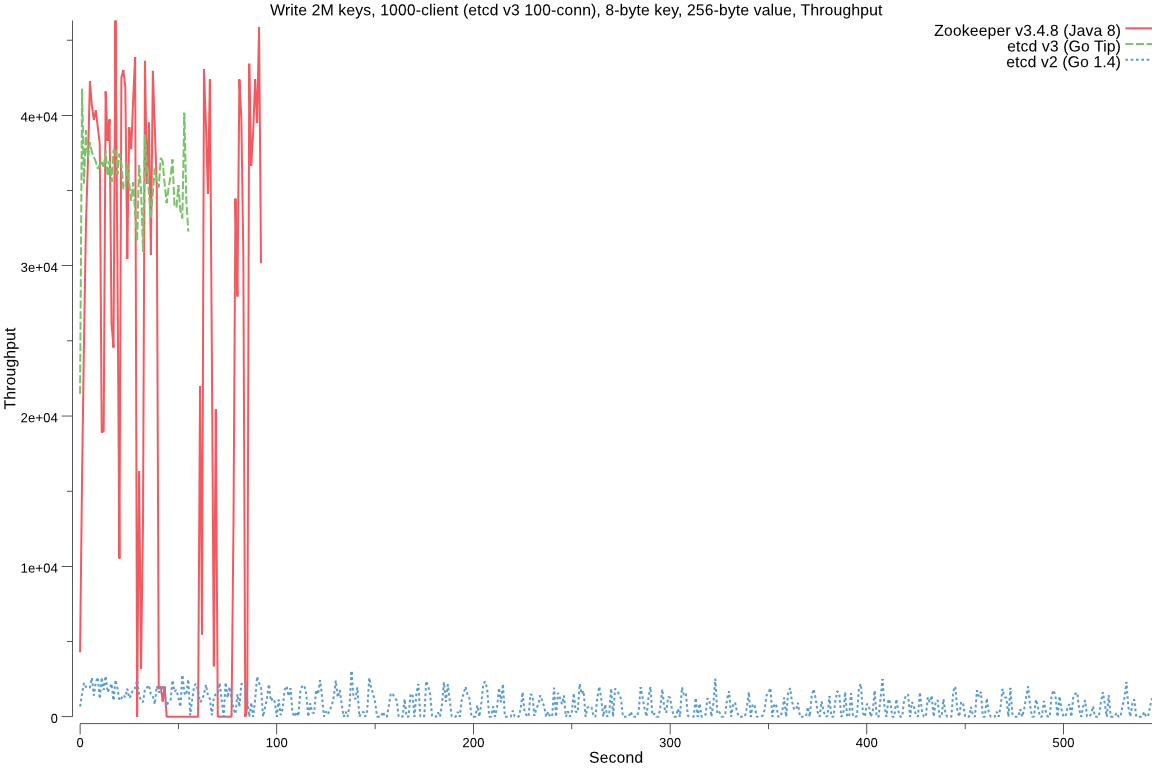 Write 2M keys, 1000-client (etcd v3 100-conn), 8-byte key, 256-byte value, Throughput
Zookeeper v3.4.8 (Java 8)
etcd v3 (Go Tip)
etcd v2 (Go 1.4)
4e+04
3e+04
Throughput
2e+04
1e+04
0
0 100 200 300 400 500
Second